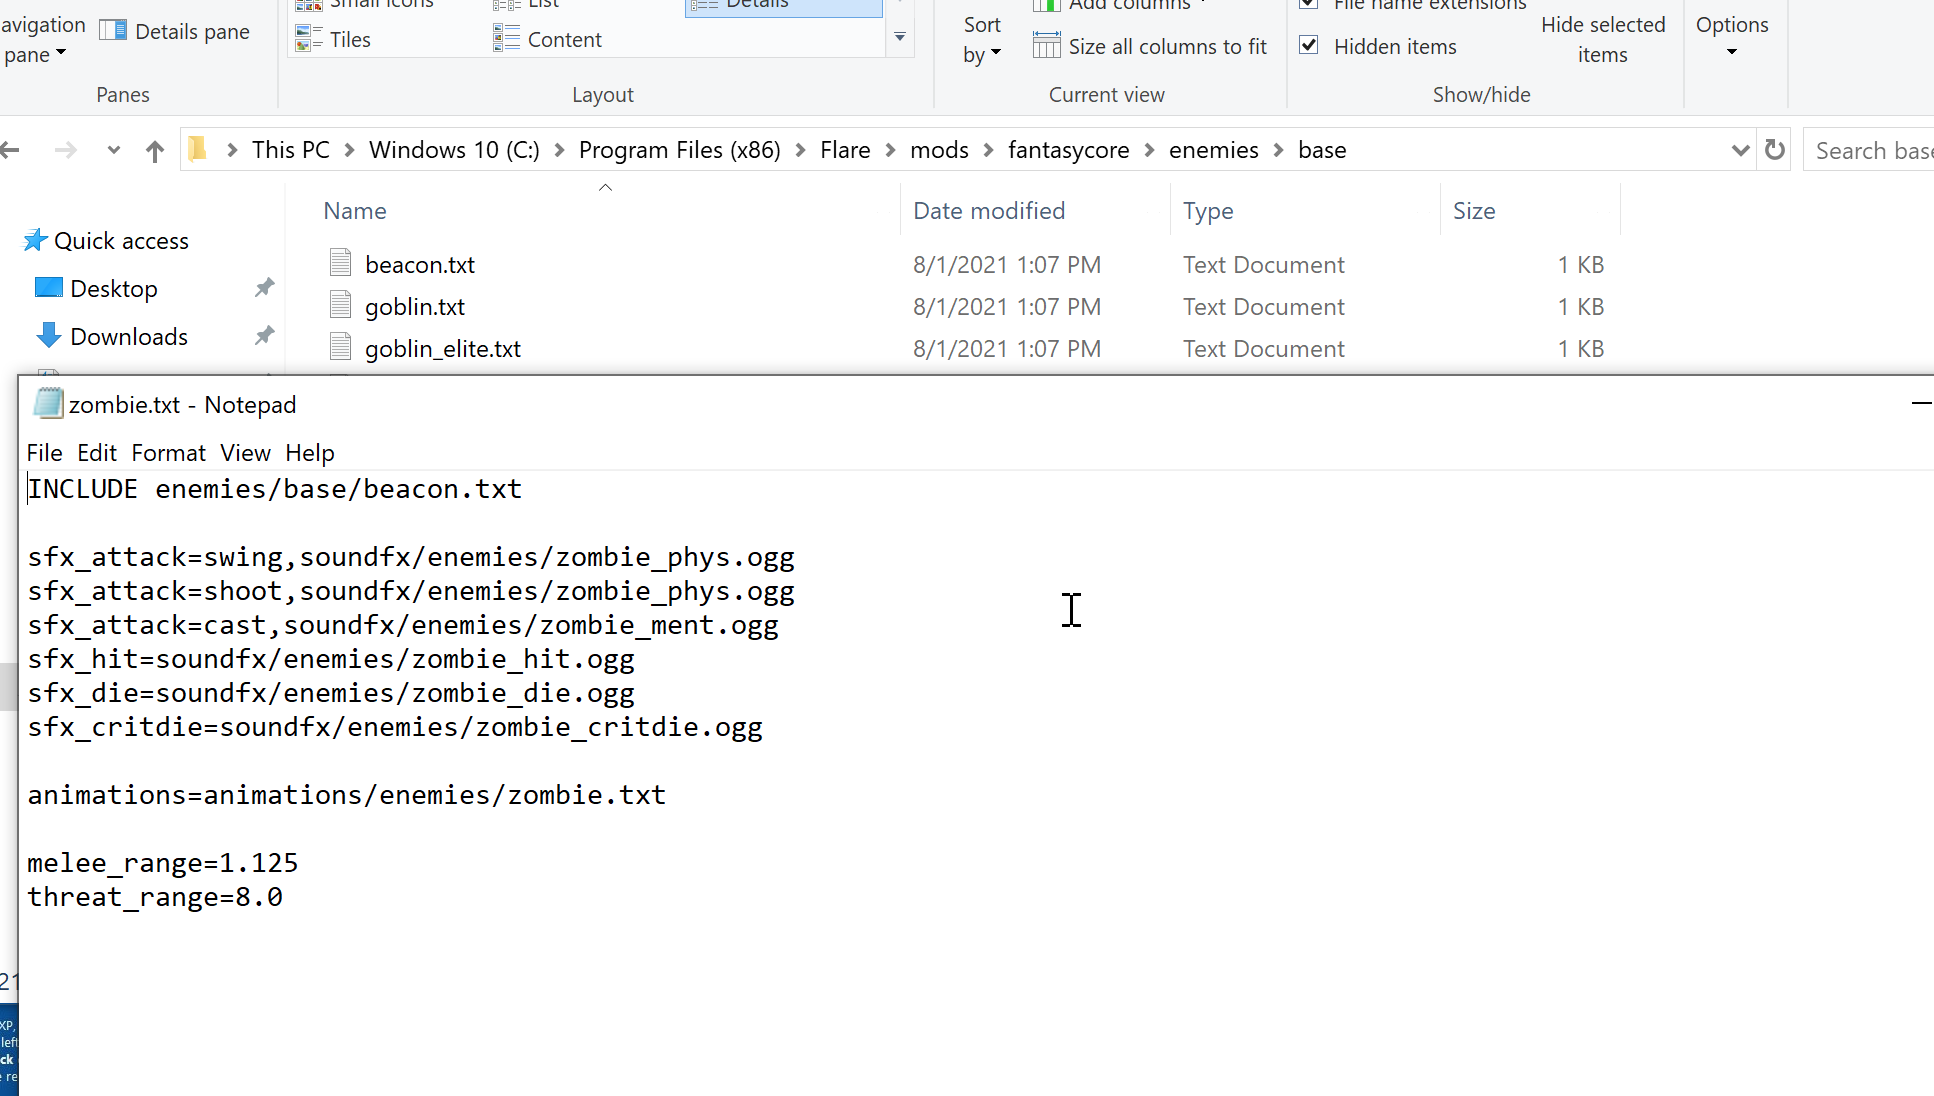 avigation
pane
Details pane
Small icons
List
Details
Tiles
Content
Sort
by
Add columns
Size all columns to fit
File name extensions
Hidden items
Hide selected
items
Options
Panes
Layout
Current view
Show/hide
This PC > Windows 10 (C:) > Program Files (x86) > Flare > mods > fantasycore > enemies > base
Search base
Name
Date modified
Type
Size
Quick access
Desktop
Downloads
beacon.txt 8/1/2021 1:07 PM Text Document 1 KB
goblin.txt 8/1/2021 1:07 PM Text Document 1 KB
goblin_elite.txt 8/1/2021 1:07 PM Text Document 1 KB
zombie.txt - Notepad
File Edit Format View Help
INCLUDE enemies/base/beacon.txt
sfx_attack=swing,soundfx/enemies/zombie_phys.ogg
sfx_attack=shoot,soundfx/enemies/zombie_phys.ogg
sfx_attack=cast,soundfx/enemies/zombie_ment.ogg
sfx_hit=soundfx/enemies/zombie_hit.ogg
sfx_die=soundfx/enemies/zombie_die.ogg
sfx_critdie=soundfx/enemies/zombie_critdie.ogg
animations=animations/enemies/zombie.txt
melee_range=1.125
threat_range=8.0
21
XP,
left
ck
re